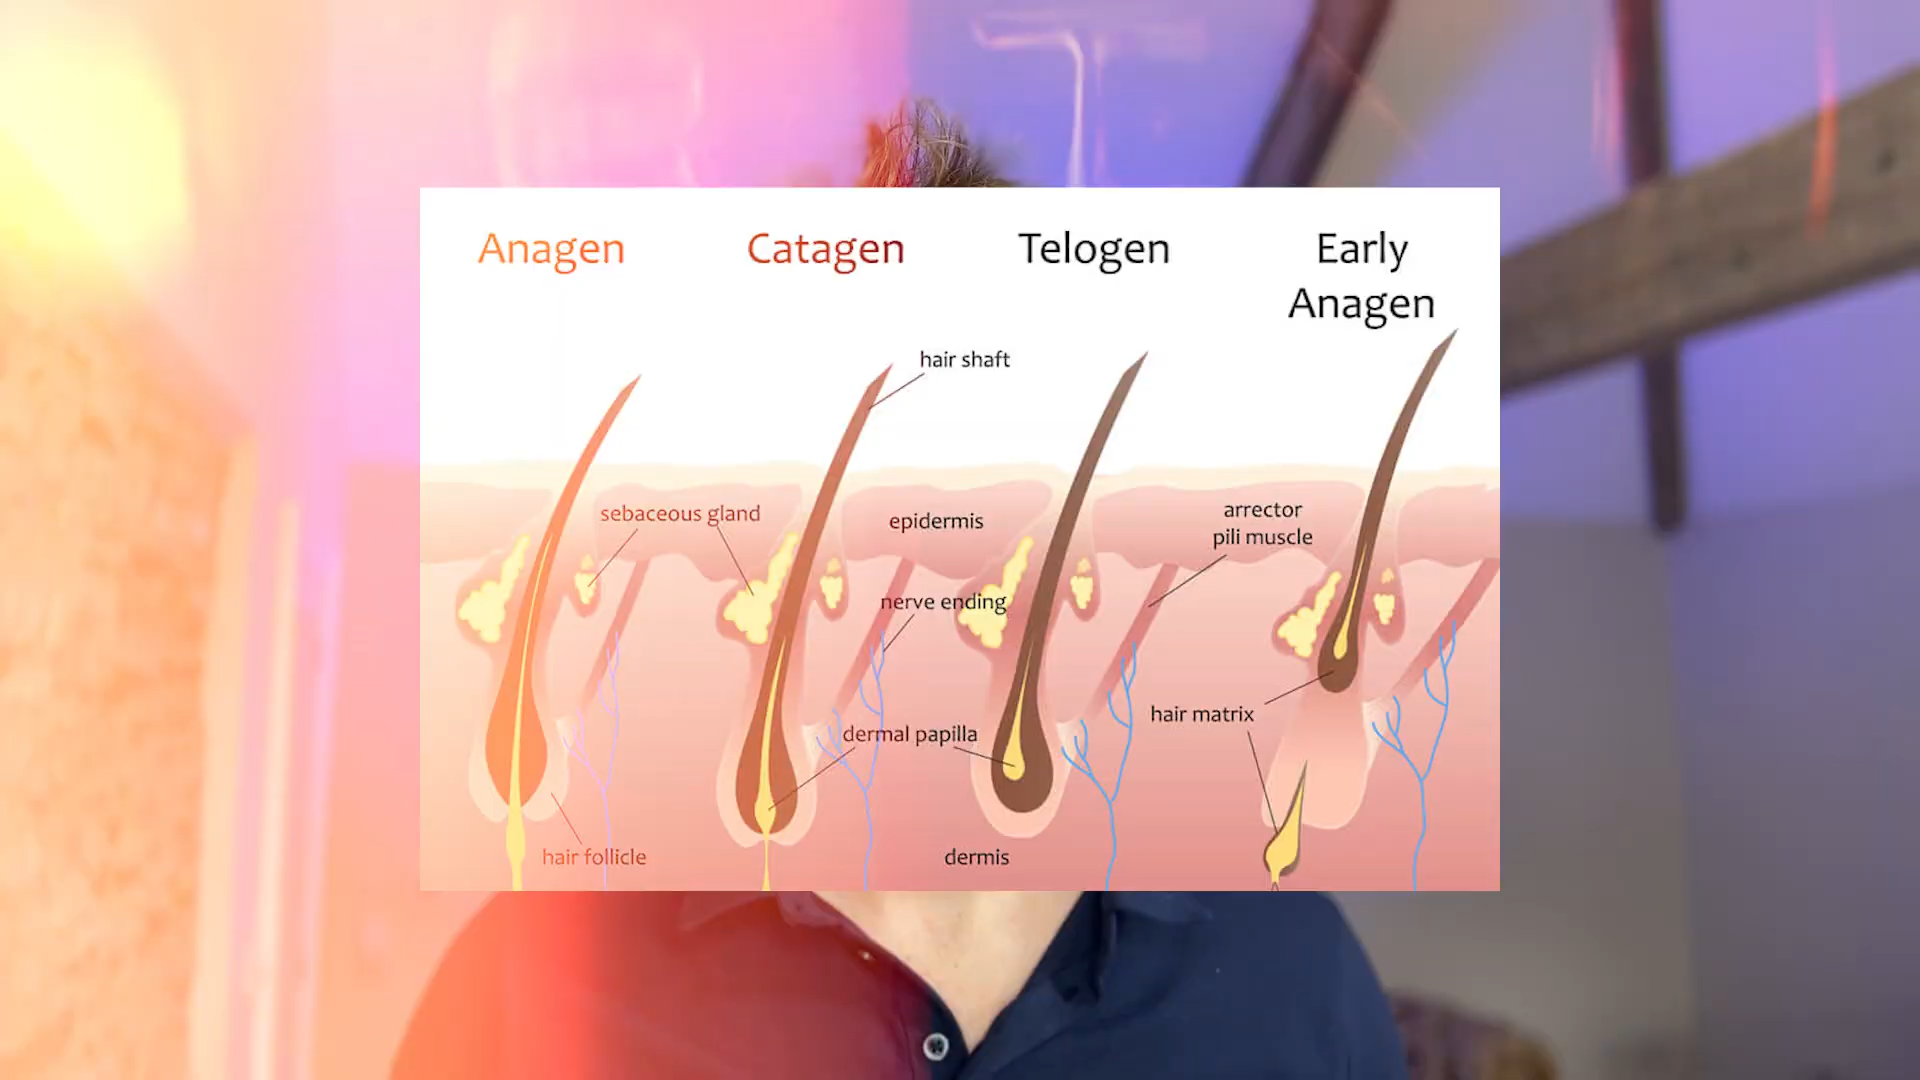 Anagen
Catagen
Telogen
Early
Anagen
hair shaft
sebaceous gland
epidermis
arrector
pili muscle
nerve ending
hair matrix
dermal papilla
hair follicle
dermis